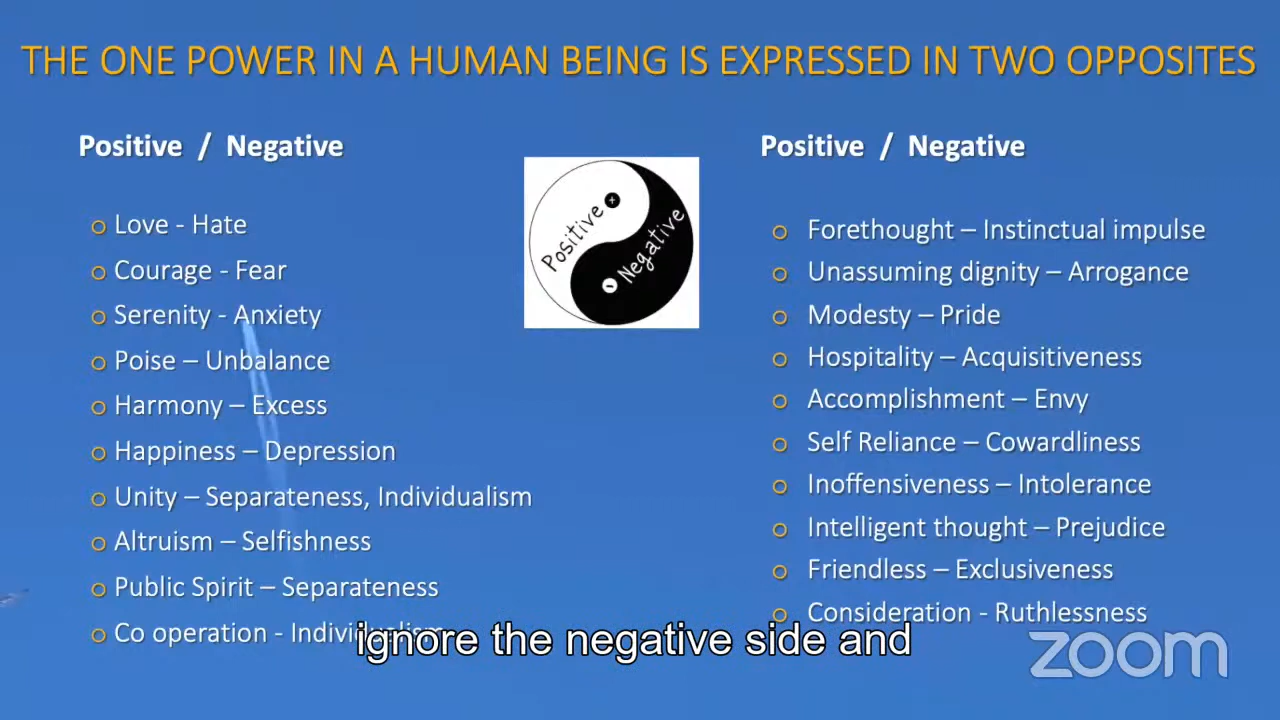 THE ONE POWER IN A HUMAN BEING IS EXPRESSED IN TWO OPPOSITES
Positive / Negative
Love - Hate
Courage - Fear
Serenity - Anxiety
Poise – Unbalance
Harmony – Excess
Happiness – Depression
Unity – Separateness, Individualism
Altruism – Selfishness
Public Spirit – Separateness
Co operation - Individualism
Positive +
Negative -
Positive / Negative
Forethought – Instinctual impulse
Unassuming dignity – Arrogance
Modesty – Pride
Hospitality – Acquisitiveness
Accomplishment – Envy
Self Reliance – Cowardliness
Inoffensiveness – Intolerance
Intelligent thought – Prejudice
Friendless – Exclusiveness
Consideration - Ruthlessness
ignore the negative side and
zoom